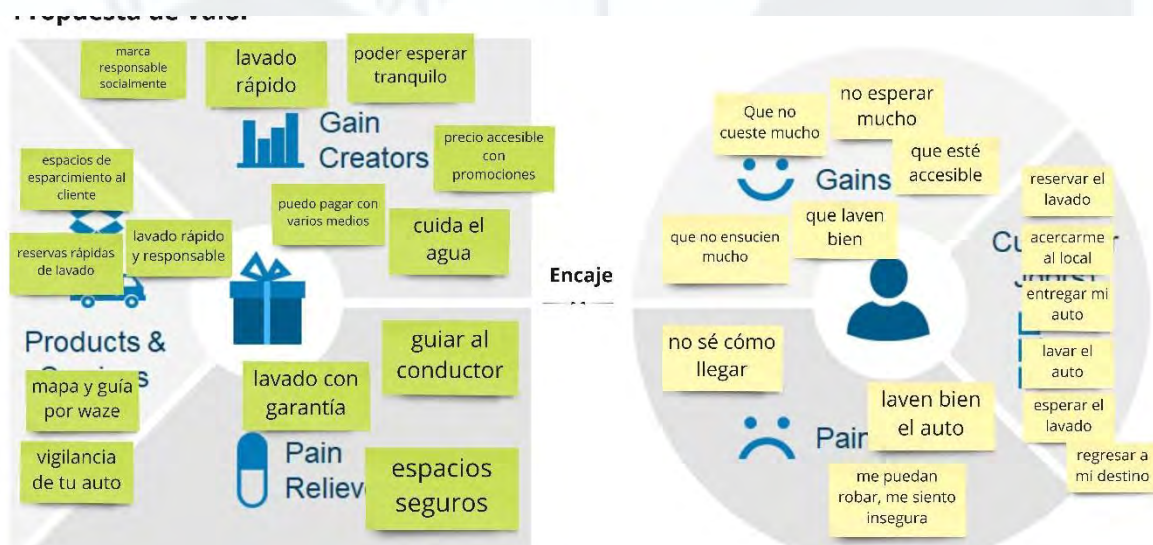 Propuesta de valor
marca
responsable
socialmente
lavado
rápido
poder esperar
tranquilo
Gain
Creators
precio accesible
con
promociones
espacios de
esparcimiento al
cliente
puedo pagar con
varios medios
cuida el
agua
reservas rápidas
de lavado
lavado rápido
y responsable
Products &
mapa y guía
por waze
vigilancia
de tu auto
guiar al
conductor
lavado con
garantía
Pain
Relieve
espacios
seguros
Encaje
Que no
cueste mucho
no esperar
mucho
que esté
accesible
Gains
que no ensucien
mucho
que laven
bien
reservar el
lavado
acercarme
al local
entregar mi
auto
lavar el
auto
esperar el
lavado
regresar a
mi destino
no sé cómo
llegar
laven bien
el auto
Pain
me puedan
robar, me siento
insegura